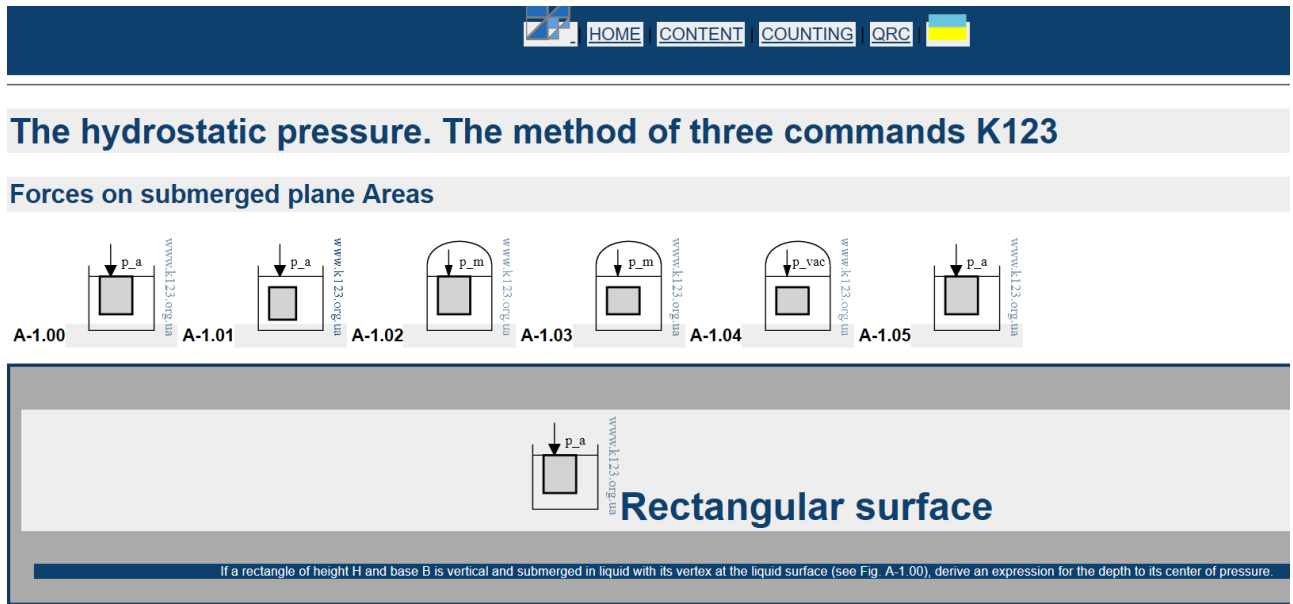 | HOME | CONTENT | COUNTING | QRC |
The hydrostatic pressure. The method of three commands K123
Forces on submerged plane Areas
A-1.00 p_a www.k123.org.ua A-1.01 p_a www.k123.org.ua A-1.02 p_m www.k123.org.ua A-1.03 p_m www.k123.org.ua A-1.04 p_vac www.k123.org.ua A-1.05 p_a www.k123.org.ua
p_a www.k123.org.ua Rectangular surface
If a rectangle of height H and base B is vertical and submerged in liquid with its vertex at the liquid surface (see Fig. A-1.00), derive an expression for the depth to its center of pressure.